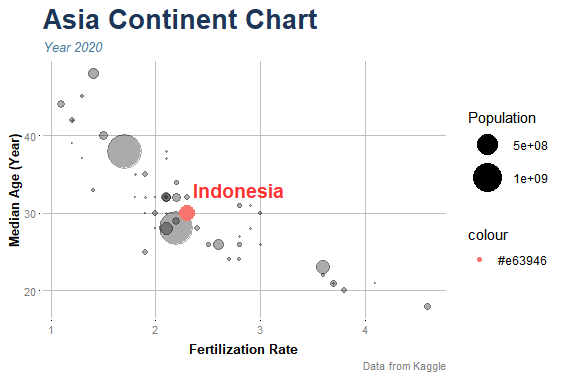 Asia Continent Chart
Year 2020
Median Age (Year)
40
30
20
Indonesia
1
2
3
4
Fertilization Rate
Population
5e+08
1e+09
colour
#e63946
Data from Kaggle